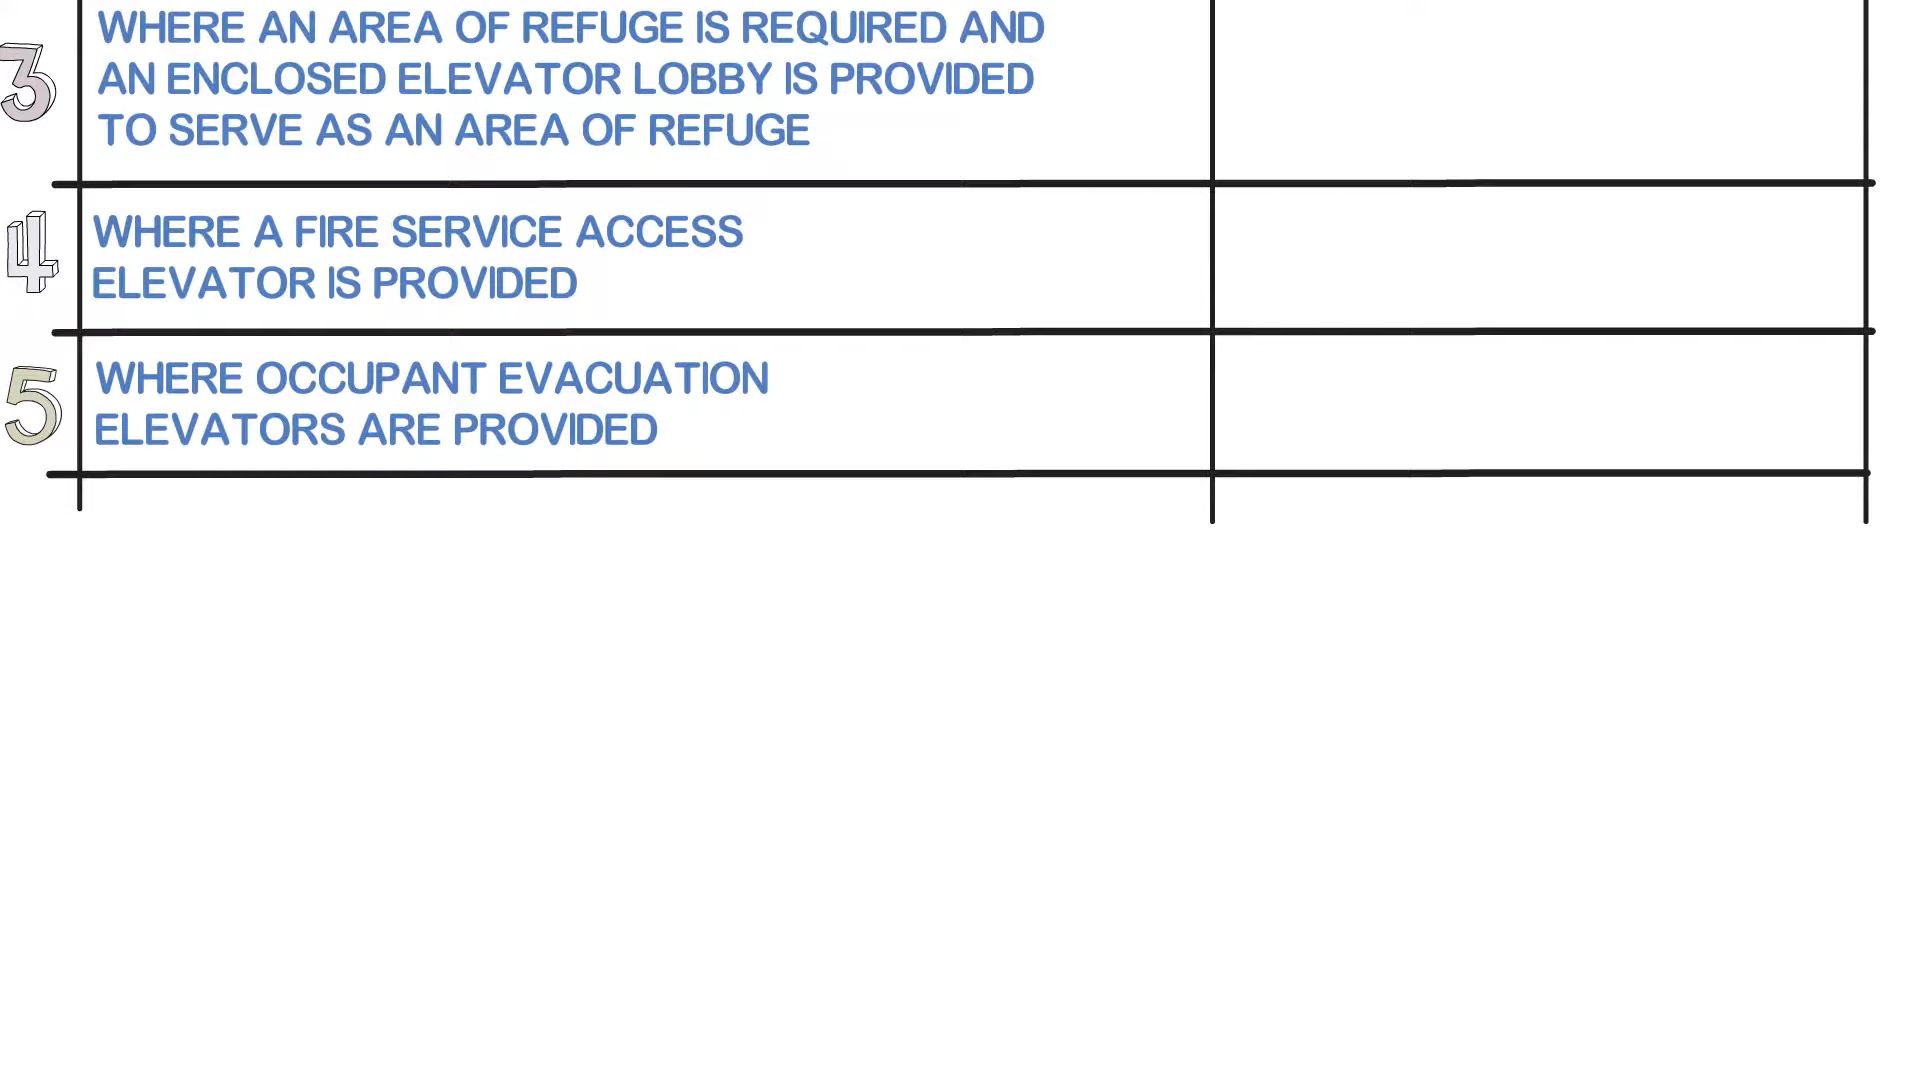 3
WHERE AN AREA OF REFUGE IS REQUIRED AND
AN ENCLOSED ELEVATOR LOBBY IS PROVIDED
TO SERVE AS AN AREA OF REFUGE
4
WHERE A FIRE SERVICE ACCESS
ELEVATOR IS PROVIDED
5
WHERE OCCUPANT EVACUATION
ELEVATORS ARE PROVIDED